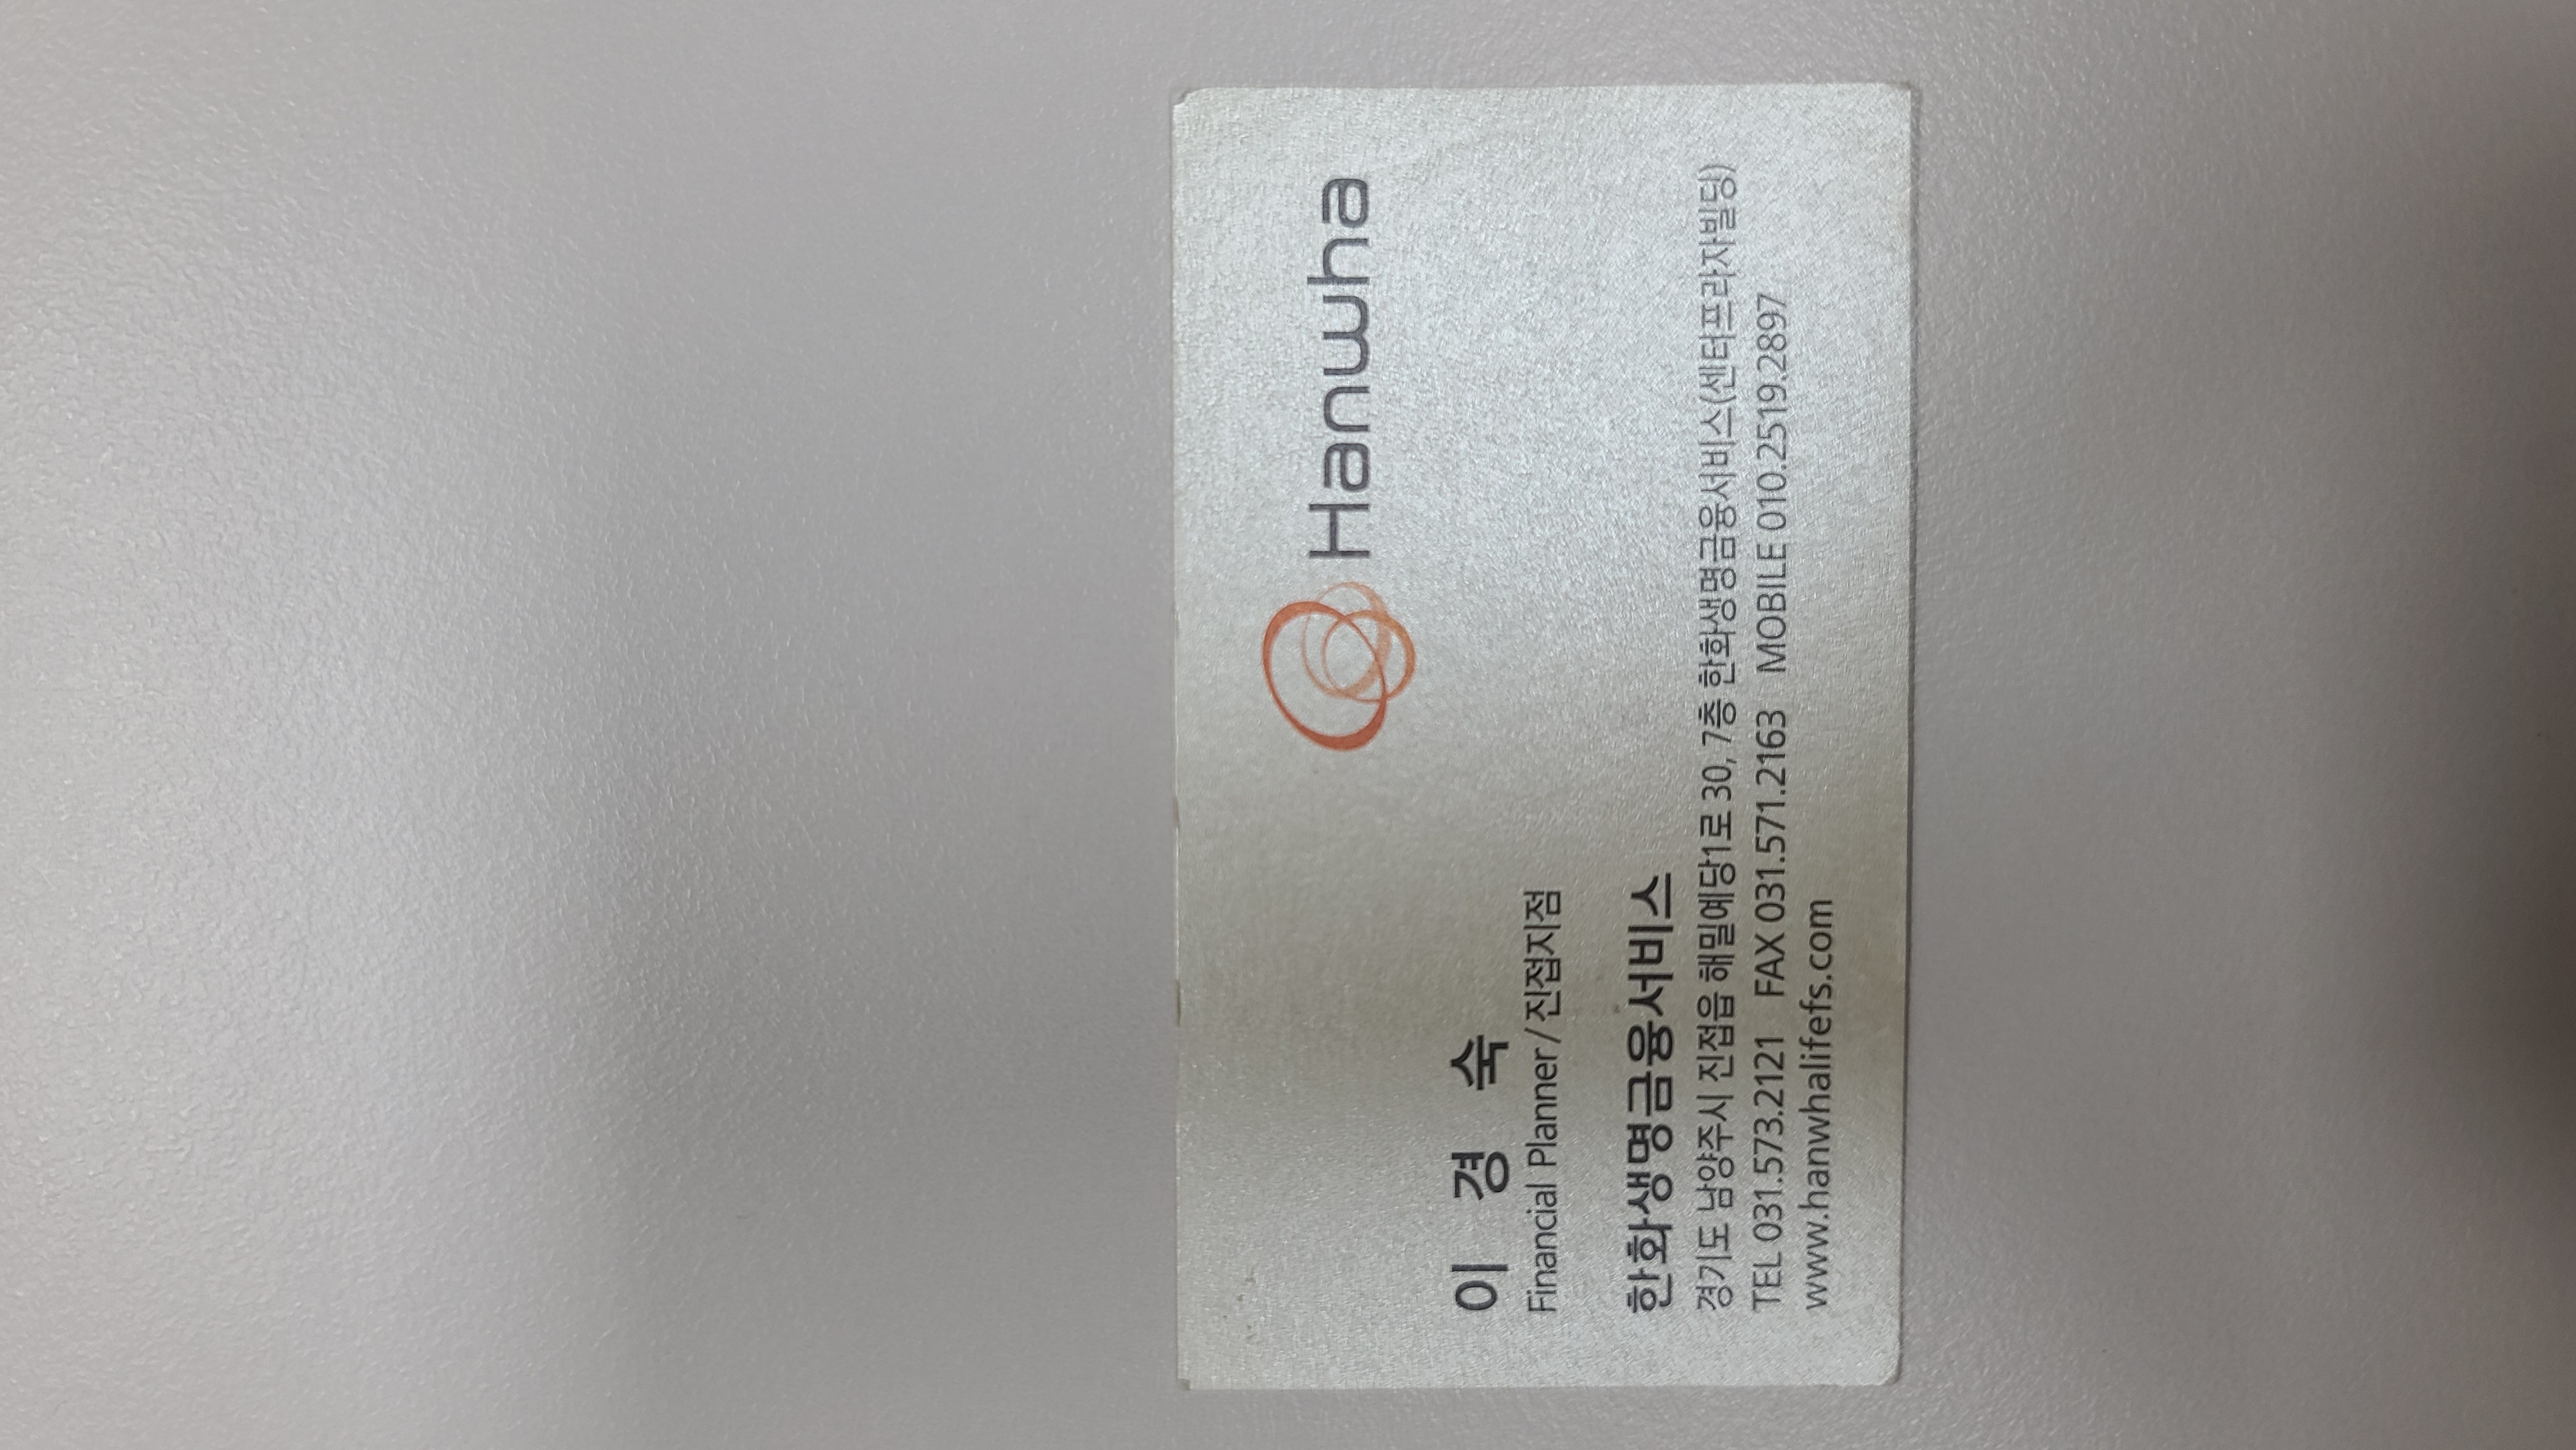 Hanwha
이 경 숙
Financial Planner / 진접지점
한화생명금융서비스
경기도 남양주시 진접읍 해밀예당1로 30, 7층 한화생명금융서비스(센터프라자빌딩)
TEL 031.573.2121 FAX 031.571.2163 MOBILE 010.2519.2897
www.hanwhalifefs.com